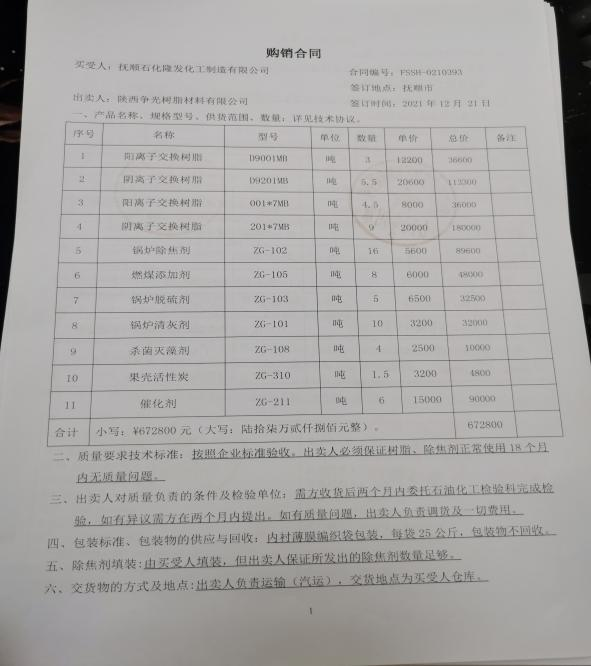 购销合同
买受人：抚顺石化隆发化工制造有限公司
合同编号：FSSH-0210393
签订地点：抚顺市
出卖人：陕西争光树脂材料有限公司
签订时间：2021 年 12 月 21 日
一、产品名称、规格型号、供货范围、数量：详见技术协议。
序号 名称 型号 单位 数量 单价 总价 备注
1 阳离子交换树脂 D9001MB 吨 3 12200 36600
2 阴离子交换树脂 D9201MB 吨 5.5 20600 113300
3 阳离子交换树脂 001*7MB 吨 4.5 8000 36000
4 阴离子交换树脂 201*7MB 吨 9 20000 180000
5 锅炉除焦剂 ZG-102 吨 16 5600 89600
6 燃煤添加剂 ZG-105 吨 8 6000 48000
7 锅炉脱硫剂 ZG-103 吨 5 6500 32500
8 锅炉清灰剂 ZG-101 吨 10 3200 32000
9 杀菌灭藻剂 ZG-108 吨 4 2500 10000
10 果壳活性炭 ZG-310 吨 1.5 3200 4800
11 催化剂 ZG-211 吨 6 15000 90000
合计 小写：¥672800 元（大写：陆拾柒万贰仟捌佰元整）。 672800
二、质量要求技术标准：按照企业标准验收。出卖人必须保证树脂、除焦剂正常使用 18 个月
内无质量问题。
三、出卖人对质量负责的条件及检验单位：需方收货后两个月内委托石油化工检验科完成检
验，如有异议需方在两个月内提出。如有质量问题，出卖人负责调货及一切费用。
四、包装标准、包装物的供应与回收：内衬薄膜编织袋包装，每袋 25 公斤，包装物不回收。
五、除焦剂填装:由买受人填装，但出卖人保证所发出的除焦剂数量足够。
六、交货物的方式及地点:出卖人负责运输（汽运），交货地点为买受人仓库。
1